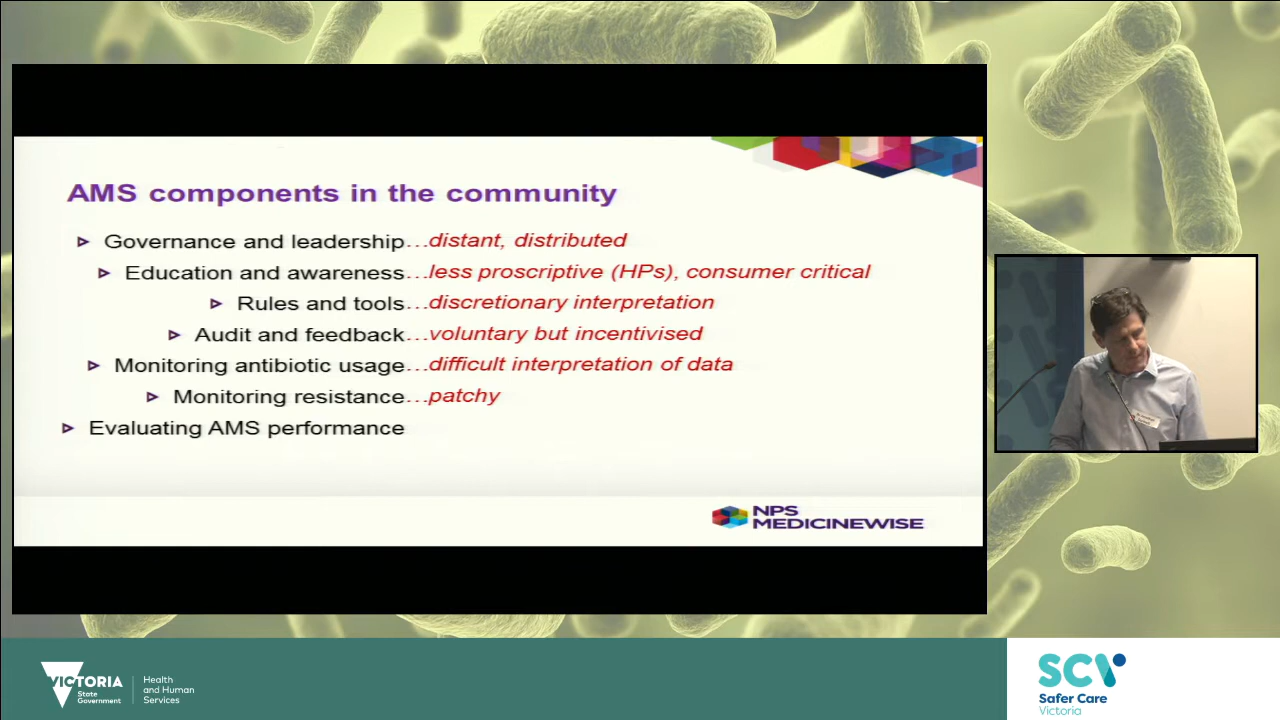 AMS components in the community
Governance and leadership…distant, distributed
Education and awareness…less proscriptive (HPs), consumer critical
Rules and tools…discretionary interpretation
Audit and feedback…voluntary but incentivised
Monitoring antibiotic usage…difficult interpretation of data
Monitoring resistance…patchy
Evaluating AMS performance
NPS
MEDICINEWISE
VICTORIA
State
Government
Health
and Human
Services
SCV
Safer Care
Victoria